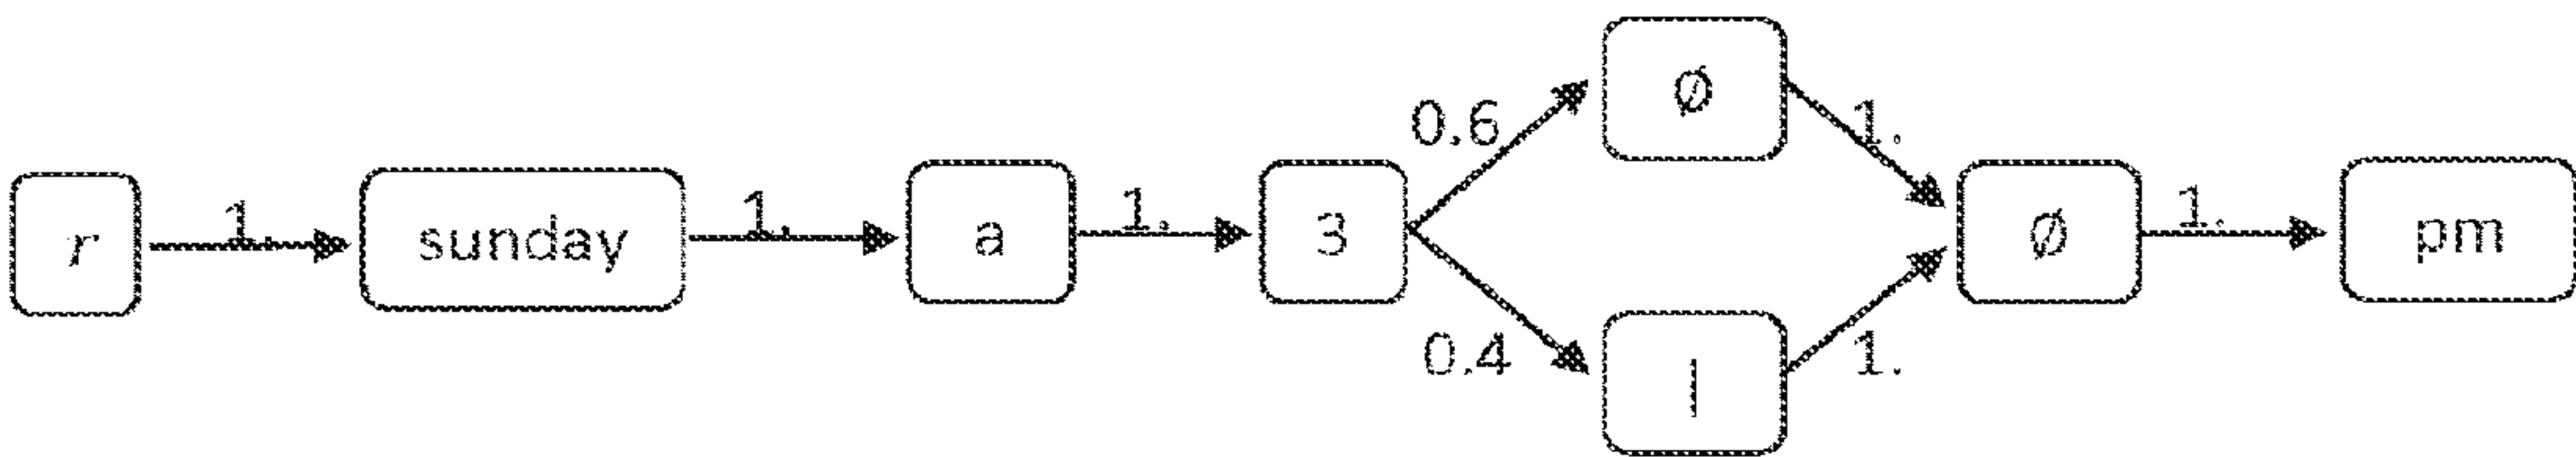 0.6 ∅ 1.
r 1. sunday 1. a 1. 3 ∅ 1. pm
0.4 | 1.